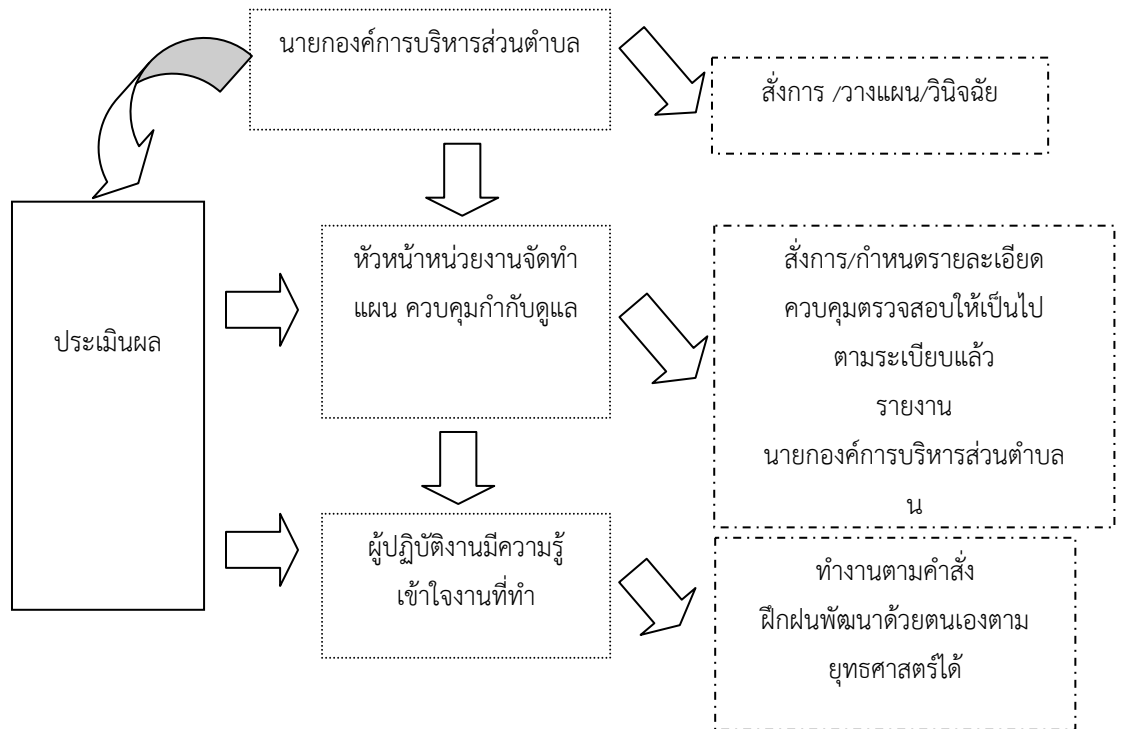 นายกองค์การบริหารส่วนตำบล
สั่งการ /วางแผน/วินิจฉัย
หัวหน้าหน่วยงานจัดทำ
แผน ควบคุมกำกับดูแล
สั่งการ/กำหนดรายละเอียด
ควบคุมตรวจสอบให้เป็นไป
ตามระเบียบแล้ว
รายงาน
นายกองค์การบริหารส่วนตำบล
น
ประเมินผล
ผู้ปฏิบัติงานมีความรู้
เข้าใจงานที่ทำ
ทำงานตามคำสั่ง
ฝึกฝนพัฒนาด้วยตนเองตาม
ยุทธศาสตร์ได้